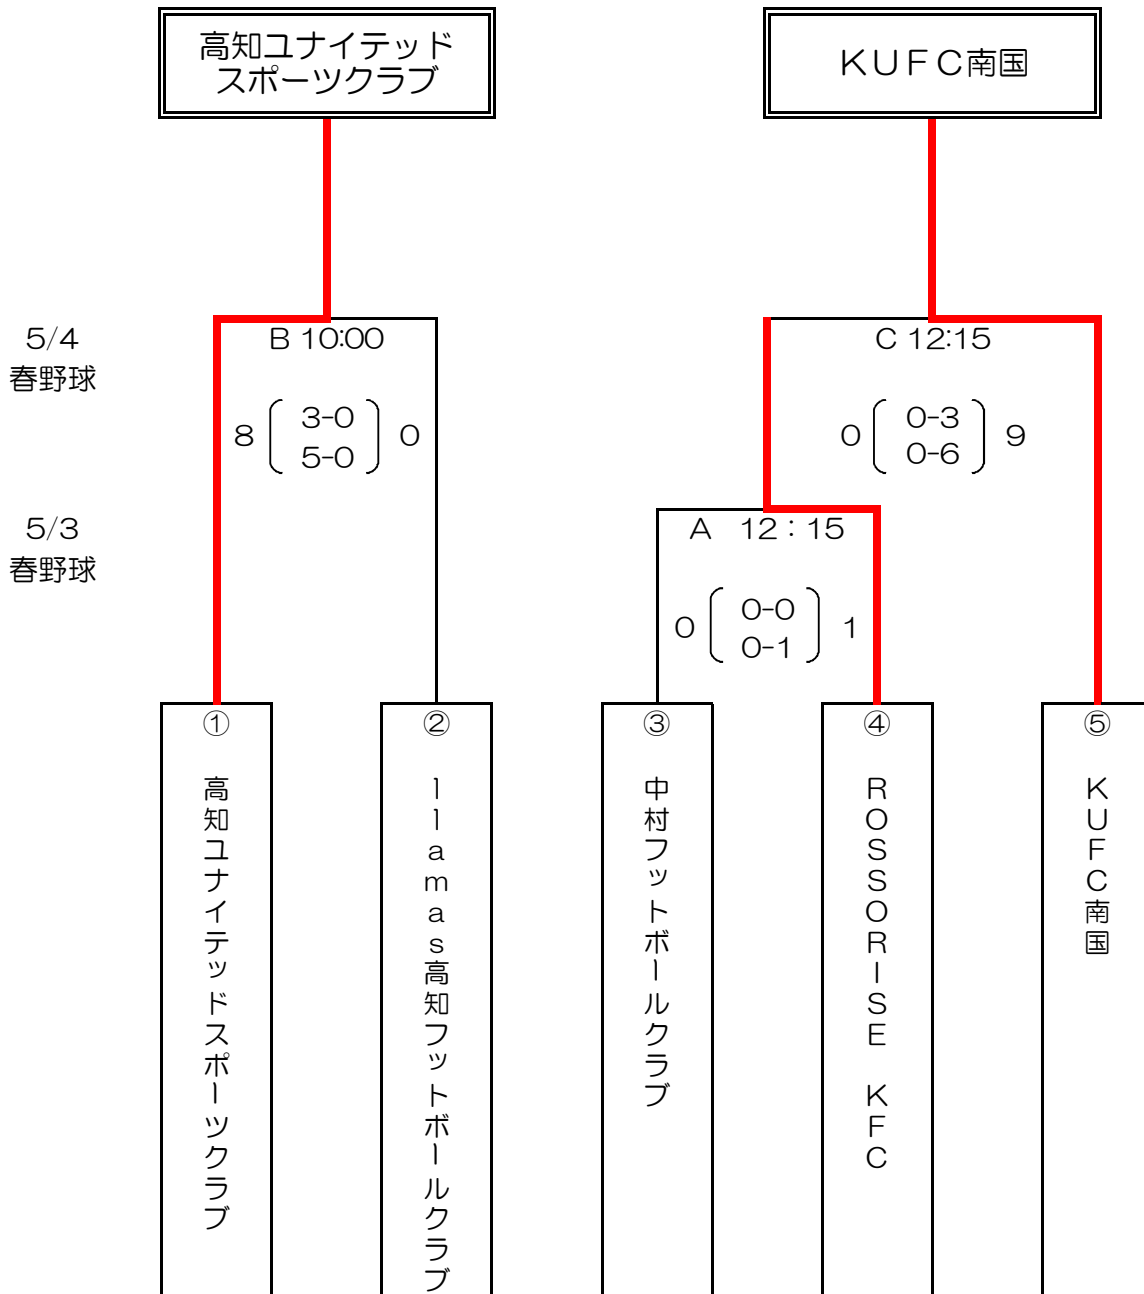 高知ユナイテッド
スポーツクラブ
KUFC南国
5/4
春野球
B 10:00
8 3-0 0
5-0
C 12:15
0 0-3 9
0-6
5/3
春野球
A 12：15
0 0-0 1
0-1
①
高知ユナイテッドスポーツクラブ
②
llamas高知フットボールクラブ
③
中村フットボールクラブ
④
ROSSORISE KFC
⑤
KUFC南国